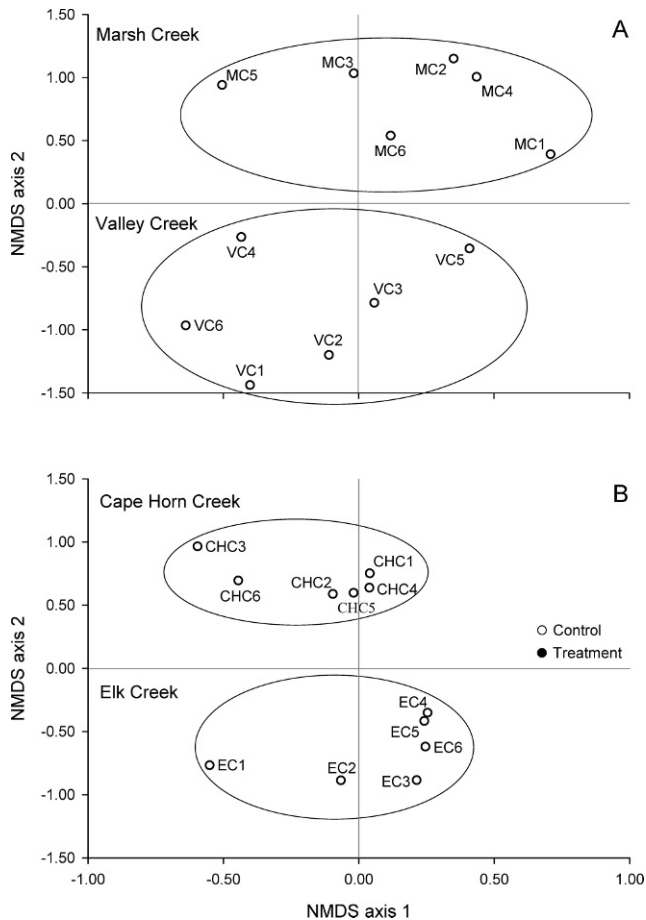 1.50
Marsh Creek
A
MC5
MC3
MC2
MC4
1.00
0.50
MC6
MC1
NMDS axis 2
0.00
Valley Creek
VC4
VC5
-0.50
VC3
VC6
-1.00
VC2
VC1
-1.50
1.50
Cape Horn Creek
B
1.00
CHC3
CHC1
CHC6
CHC2
CHC4
CHC5
0.50
Control
Treatment
NMDS axis 2
0.00
Elk Creek
EC4
EC5
-0.50
EC6
EC1
EC2
EC3
-1.00
-1.50
-1.00 -0.50 0.00 0.50 1.00
NMDS axis 1